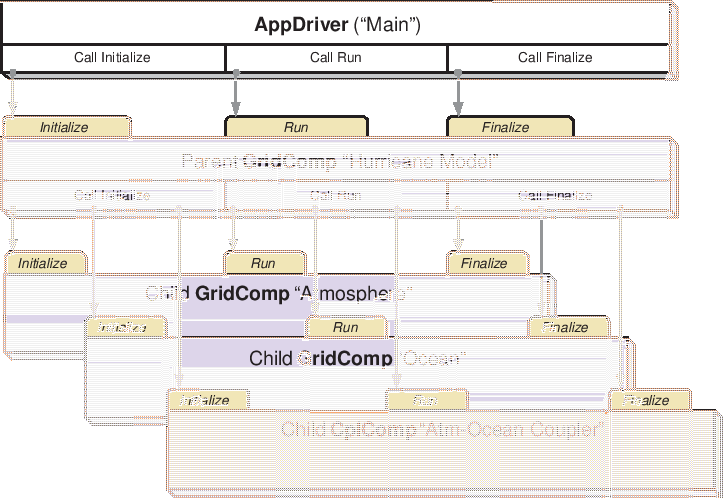 AppDriver (“Main”)
Call Initialize Call Run Call Finalize
Initialize Run Finalize
Parent GridComp “Hurricane Model”
Call Initialize Call Run Call Finalize
Initialize Run Finalize
Child GridComp “Atmosphere”
Initialize Run Finalize
Child GridComp “Ocean”
Initialize Run Finalize
Child CplComp “Atm-Ocean Coupler”